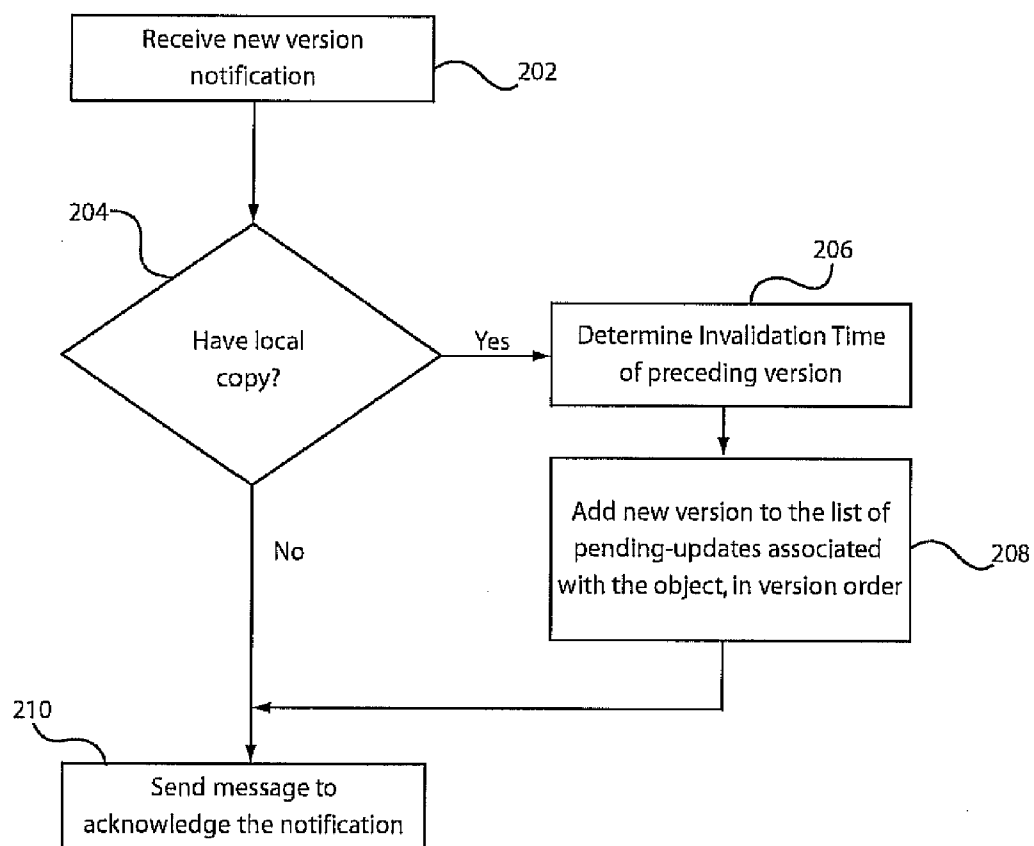 Receive new version
notification
202
204
Have local
copy?
Yes
206
Determine Invalidation Time
of preceding version
Add new version to the list of
pending-updates associated
with the object, in version order
208
No
210
Send message to
acknowledge the notification